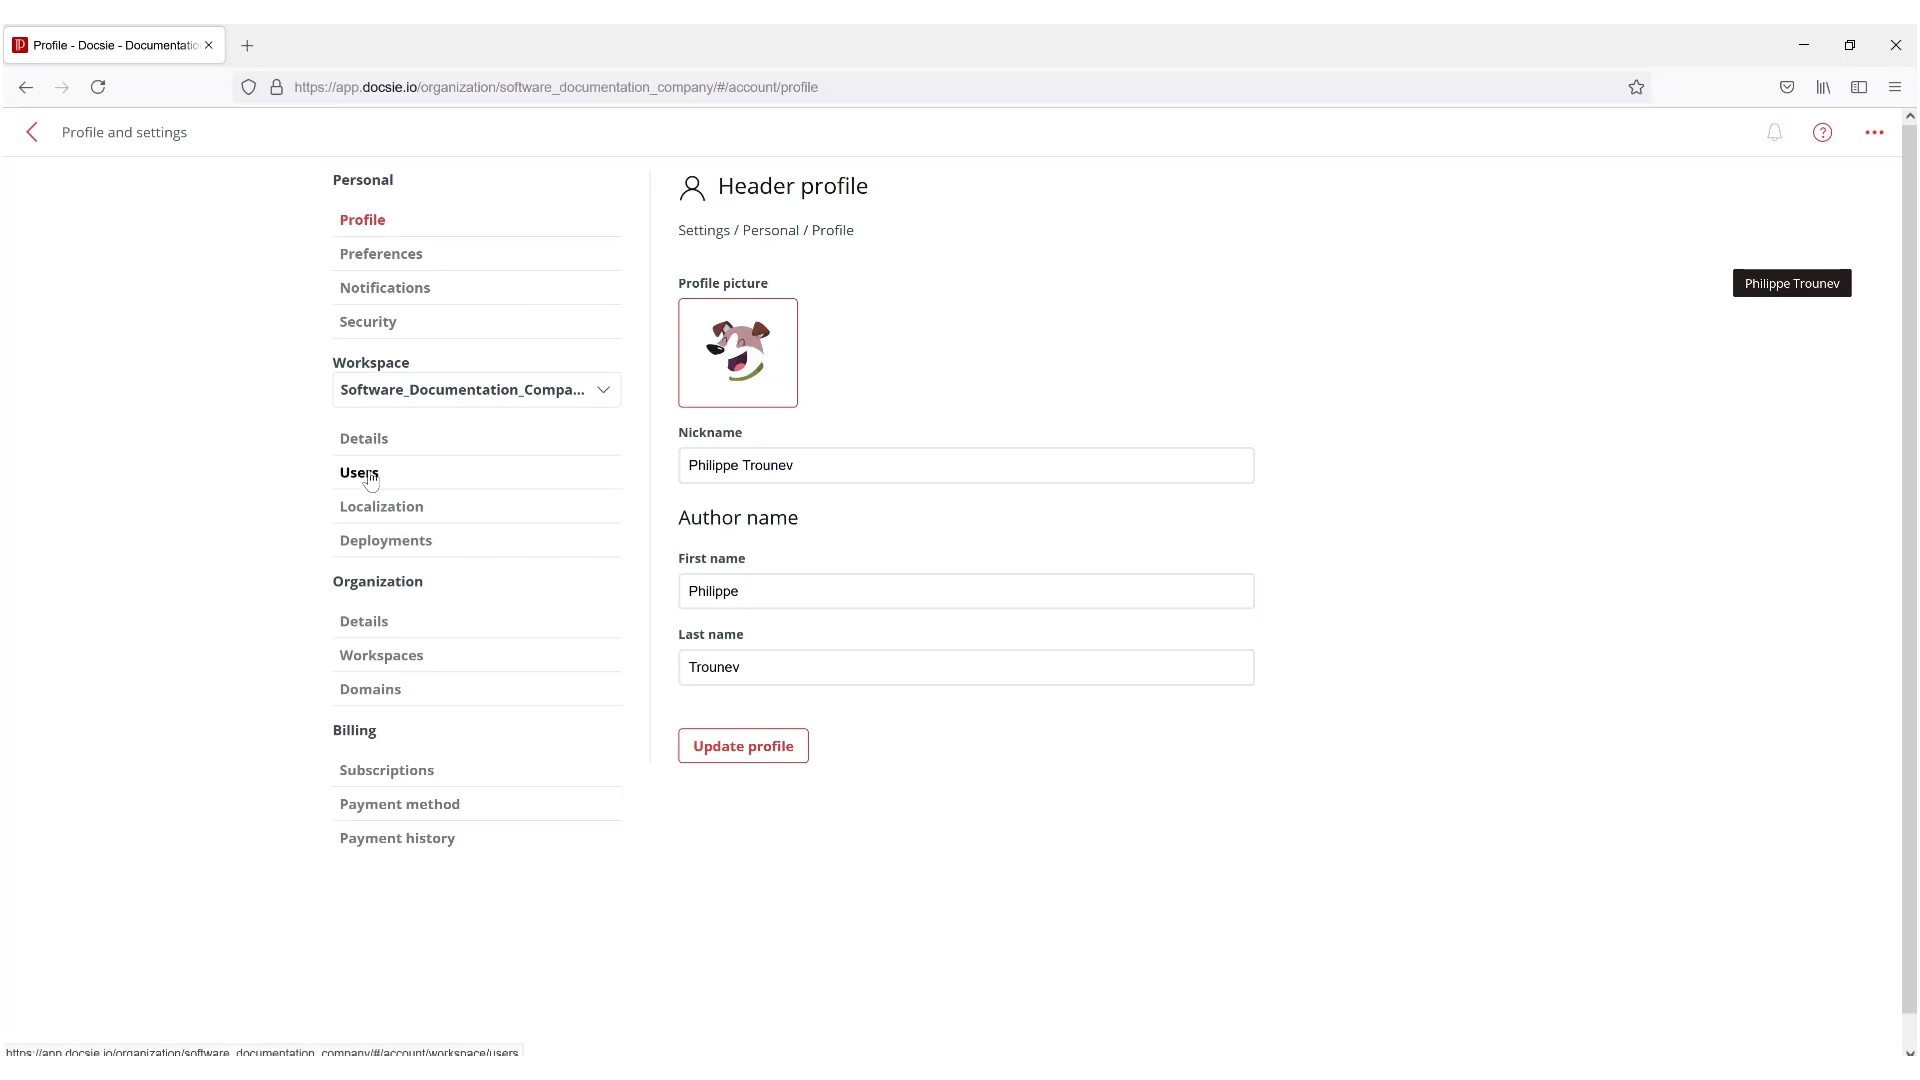 Profile - Docsie - Documentatio
https://app.docsie.io/organization/software_documentation_company/#/account/profile
Profile and settings
Personal
Profile
Preferences
Notifications
Security
Workspace
Software_Documentation_Compa...
Details
Users
Localization
Deployments
Organization
Details
Workspaces
Domains
Billing
Subscriptions
Payment method
Payment history
Header profile
Settings / Personal / Profile
Profile picture
Philippe Trounev
Nickname
Philippe Trounev
Author name
First name
Philippe
Last name
Trounev
Update profile
https://app.docsie.io/organization/software_documentation_company/#/account/workspace/users